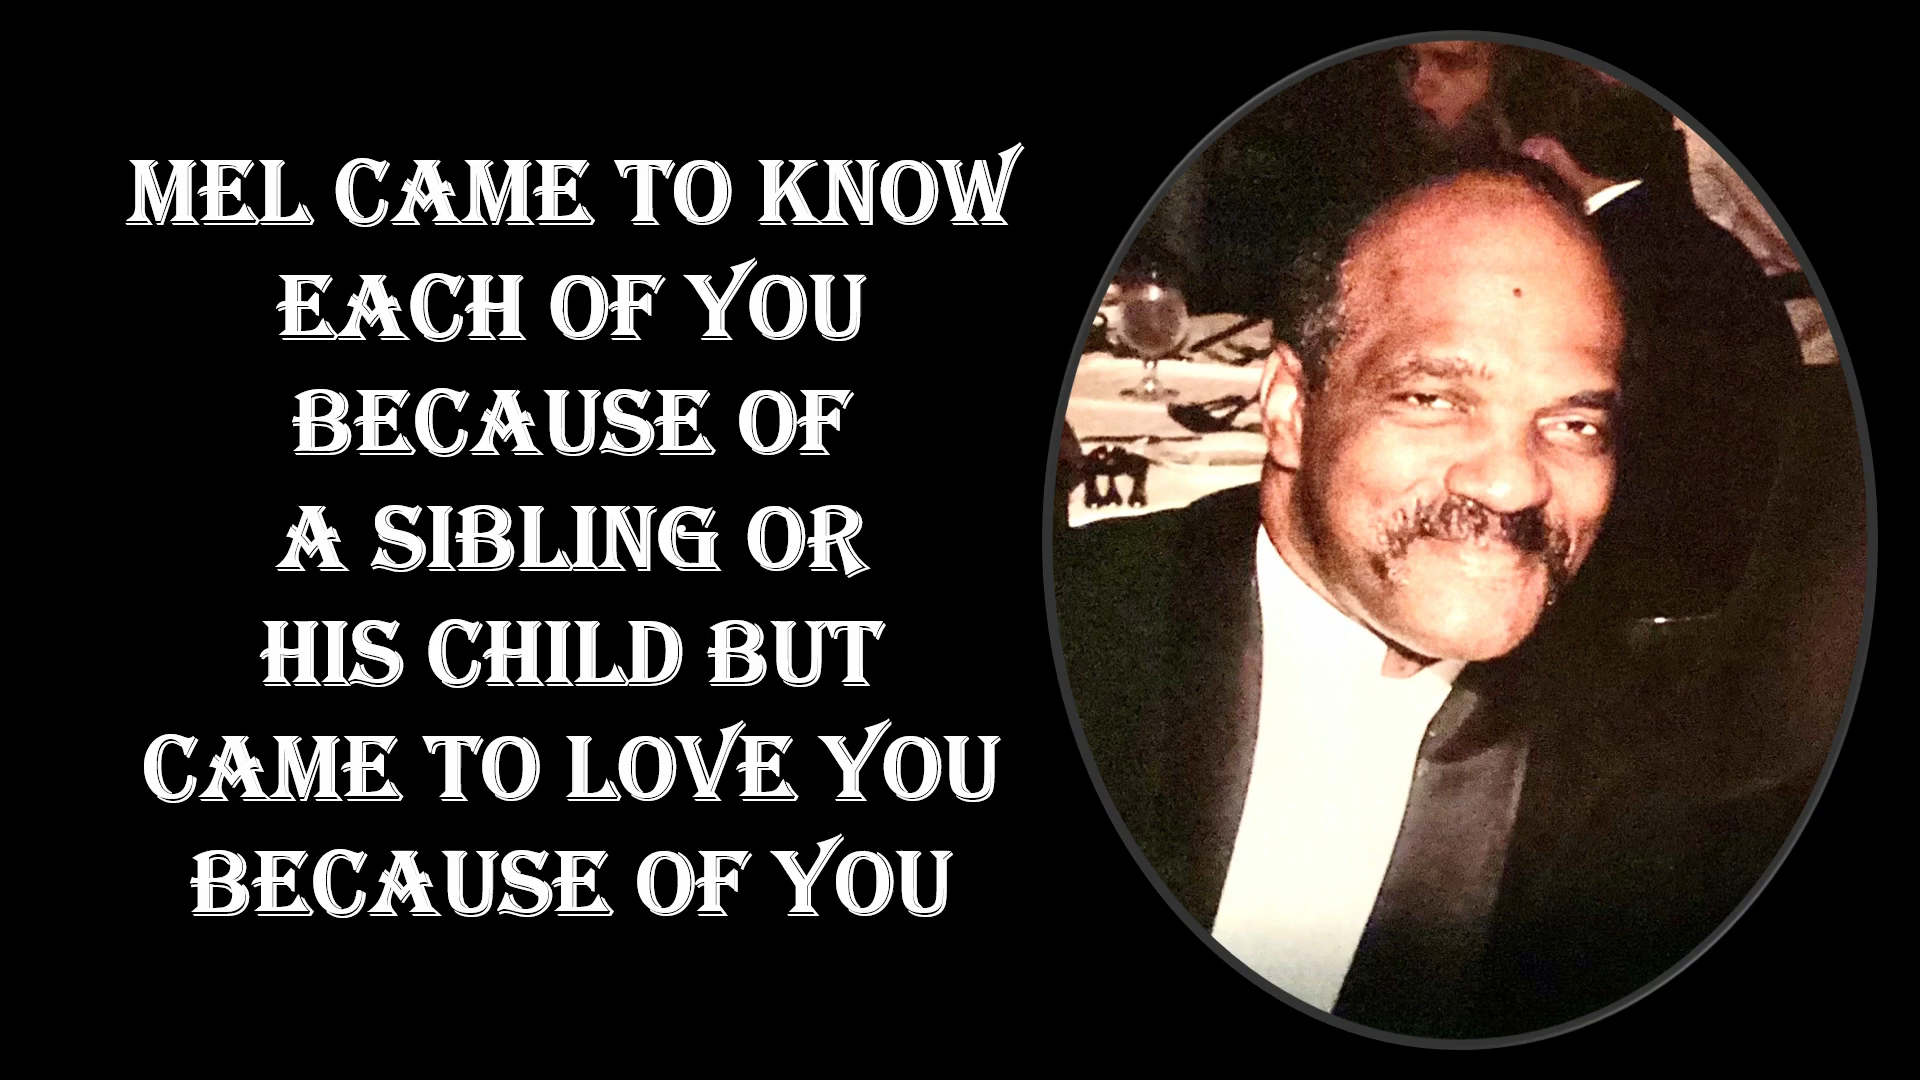 MEL CAME TO KNOW
EACH OF YOU
BECAUSE OF
A SIBLING OR
HIS CHILD BUT
CAME TO LOVE YOU
BECAUSE OF YOU